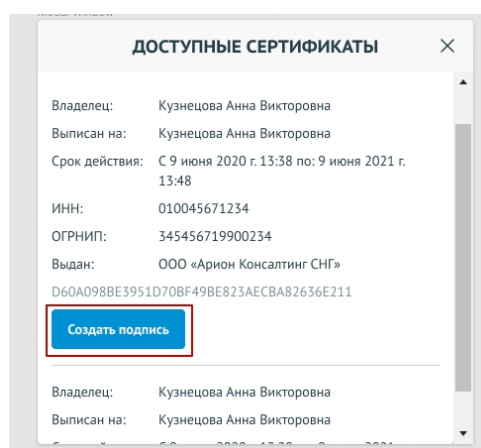 ДОСТУПНЫЕ СЕРТИФИКАТЫ
Владелец: Кузнецова Анна Викторовна
Выписан на: Кузнецова Анна Викторовна
Срок действия: С 9 июня 2020 г. 13:38 по: 9 июня 2021 г.
13:48
ИНН: 010045671234
ОГРНИП: 345456719900234
Выдан: ООО «Арион Консалтинг СНГ»
D60A098BE3951D70BF49BE823AECBA82636E211
Создать подпись
Владелец: Кузнецова Анна Викторовна
Выписан на: Кузнецова Анна Викторовна